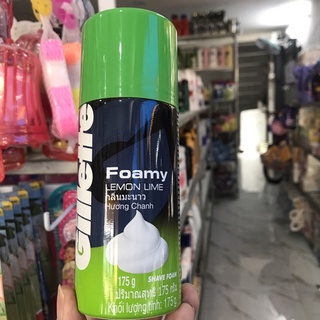 Gillette
Foamy
LEMON LIME
กลิ่นมะนาว
Hương Chanh
175 g
SHAVE FOAM
ปริมาณสุทธิ 175 กรัม
Khối lượng tịnh: 175 g